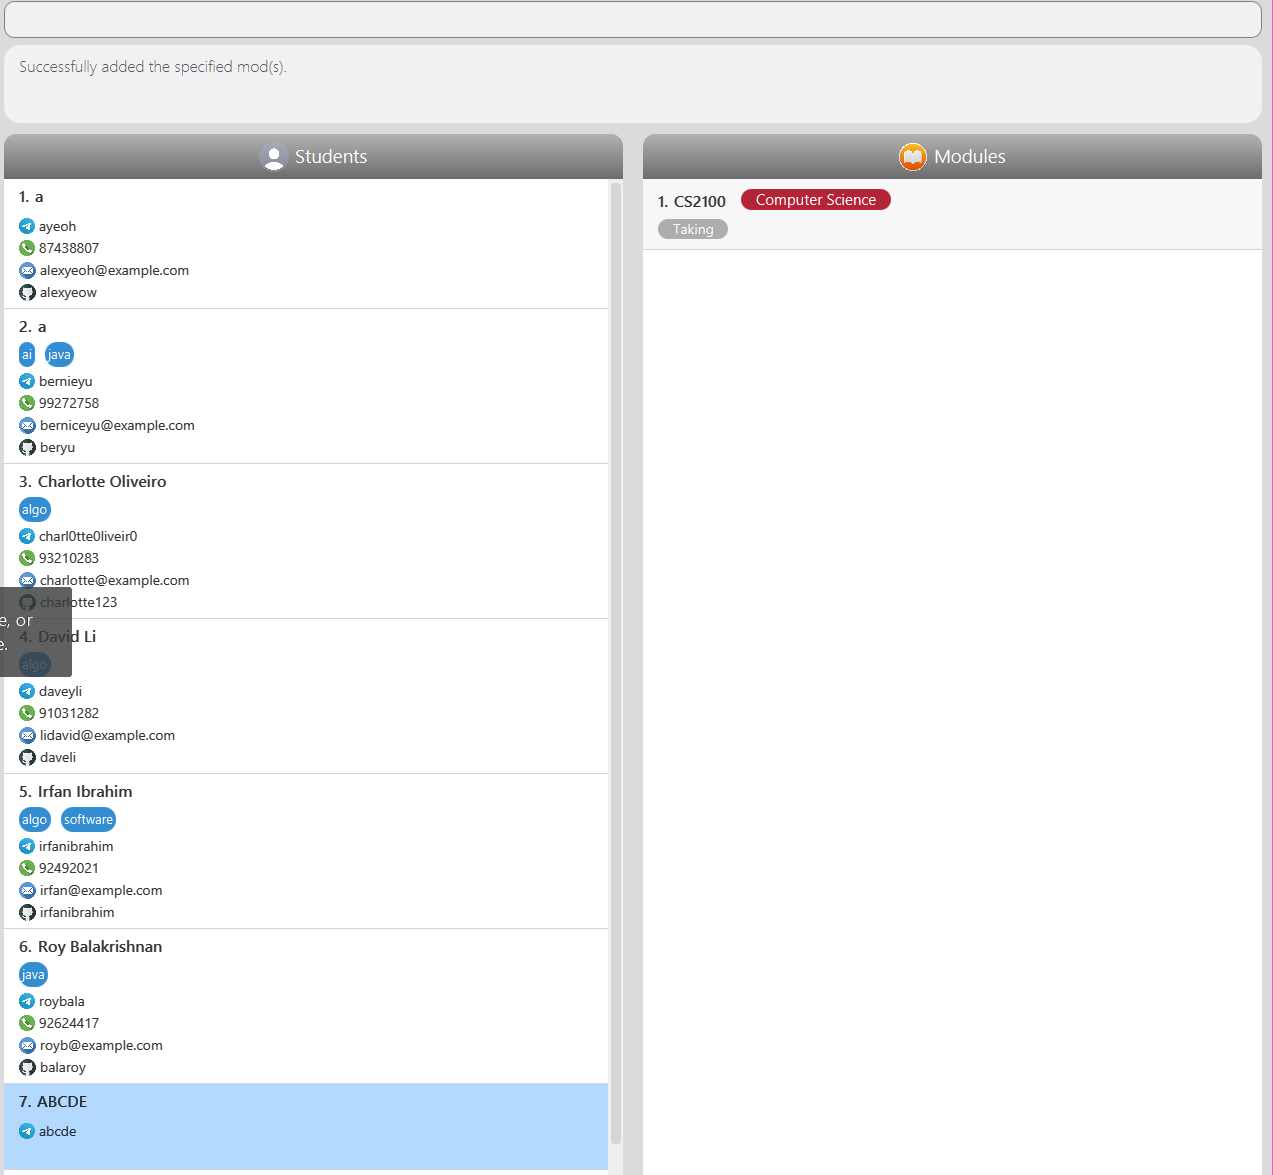 Successfully added the specified mod(s).
Students
1. a
ayeoh
87438807
alexyeoh@example.com
alexyeow
2. a
ai java
bernieyu
99272758
berniceyu@example.com
beryu
3. Charlotte Oliveiro
algo
charl0tte0liveir0
93210283
charlotte@example.com
charlotte123
e, or
4. David Li
e.
algo
daveyli
91031282
lidavid@example.com
daveli
5. Irfan Ibrahim
algo software
irfanibrahim
92492021
irfan@example.com
irfanibrahim
6. Roy Balakrishnan
java
roybala
92624417
royb@example.com
balaroy
7. ABCDE
abcde
Modules
1. CS2100 Computer Science
Taking